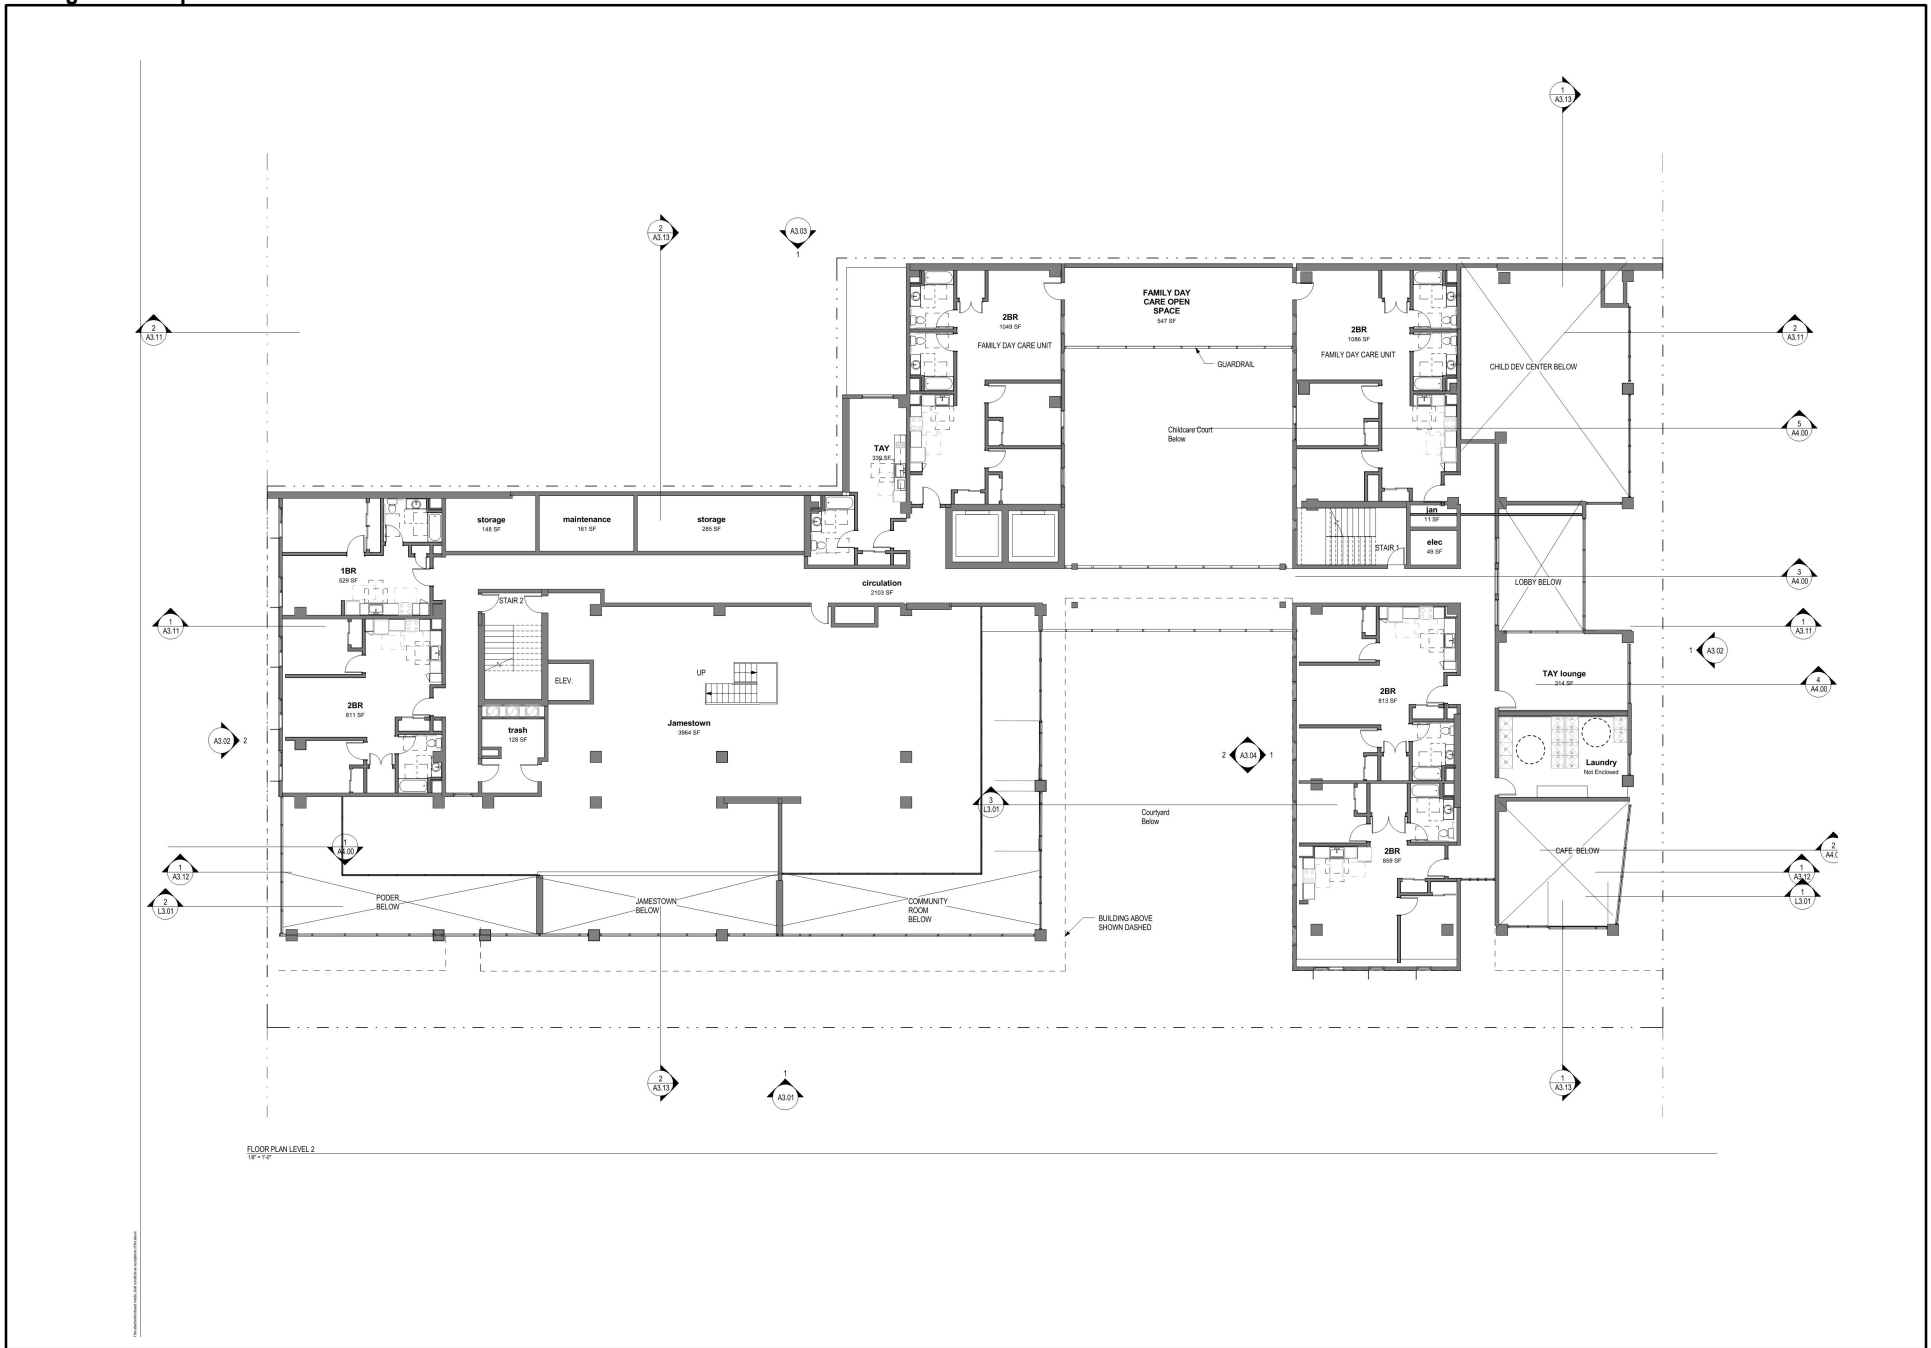 1
A3.13
2
A3.13
A3.03
1
2
A3.11
FAMILY DAY
CARE OPEN
SPACE
547 SF
2BR
1049 SF
FAMILY DAY CARE UNIT
2BR
1086 SF
FAMILY DAY CARE UNIT
GUARDRAIL
CHILD DEV CENTER BELOW
2
A3.11
Childcare Court
Below
5
A4.00
TAY
339 SF
storage
148 SF
maintenance
161 SF
storage
285 SF
jan
11 SF
elec
49 SF
STAIR 1
1BR
529 SF
circulation
2103 SF
LOBBY BELOW
3
A4.00
STAIR 2
1
A3.11
1
A3.11
1 A3.02
ELEV.
UP
TAY lounge
314 SF
4
A4.00
2BR
811 SF
2BR
813 SF
Jamestown
3964 SF
trash
128 SF
A3.02 2
2 A3.04 1
Laundry
Not Enclosed
3
L3.01
Courtyard
Below
1
A4.00
2BR
859 SF
CAFE BELOW
2
1
A3.12
1
A3.12
1
L3.01
2
L3.01
PODER
BELOW
JAMESTOWN
BELOW
COMMUNITY
ROOM
BELOW
BUILDING ABOVE
SHOWN DASHED
2
A3.13
1
A3.01
1
A3.13
FLOOR PLAN LEVEL 2
1/8" = 1'-0"